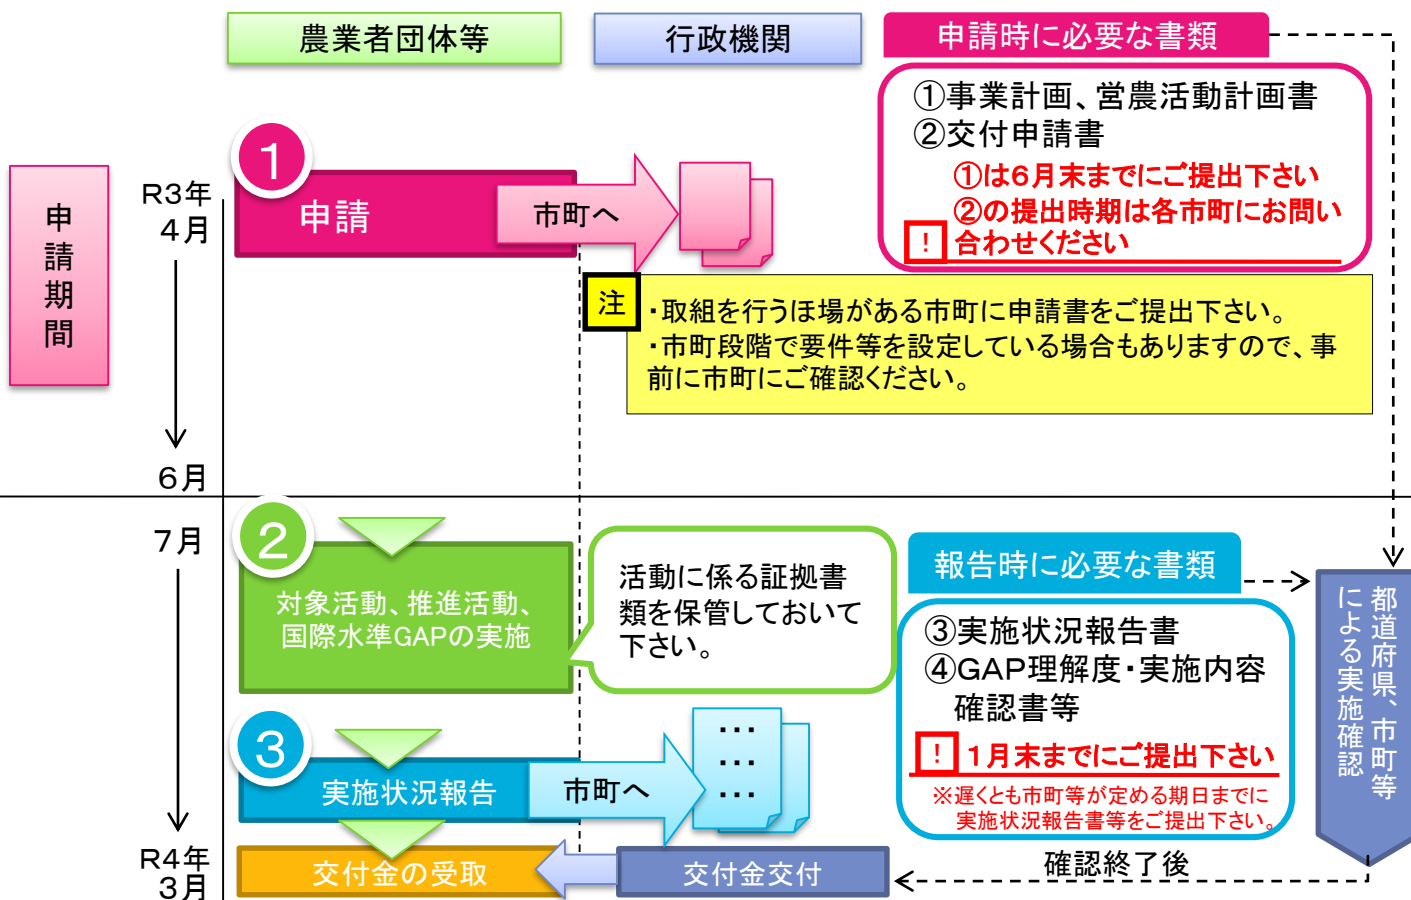 農業者団体等
行政機関
申請時に必要な書類
①事業計画、営農活動計画書
②交付申請書
①は6月末までにご提出下さい
②の提出時期は各市町にお問い
! 合わせください
申請期間
R3年
4月
1
申請
市町へ
注
・取組を行うほ場がある市町に申請書をご提出下さい。
・市町段階で要件等を設定している場合もありますので、事
前に市町にご確認ください。
6月
7月
2
対象活動、推進活動、
国際水準GAPの実施
活動に係る証拠書
類を保管しておいて
下さい。
報告時に必要な書類
③実施状況報告書
④GAP理解度・実施内容
確認書等
! 1月末までにご提出下さい
※遅くとも市町等が定める期日までに
実施状況報告書等をご提出下さい。
都道府県、市町等
による実施確認
3
実施状況報告
市町へ
…
…
…
R4年
3月
交付金の受取
交付金交付
確認終了後